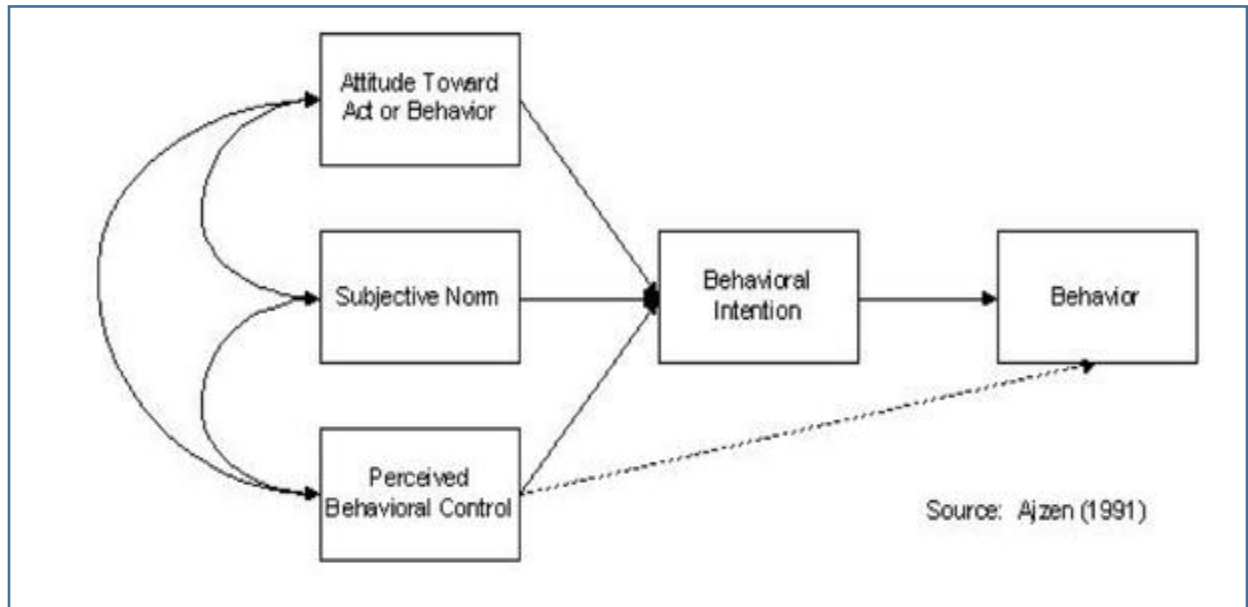 Attitude Toward
Act or Behavior
Subjective Norm
Behavioral
Intention
Behavior
Perceived
Behavioral Control
Source: Ajzen (1991)